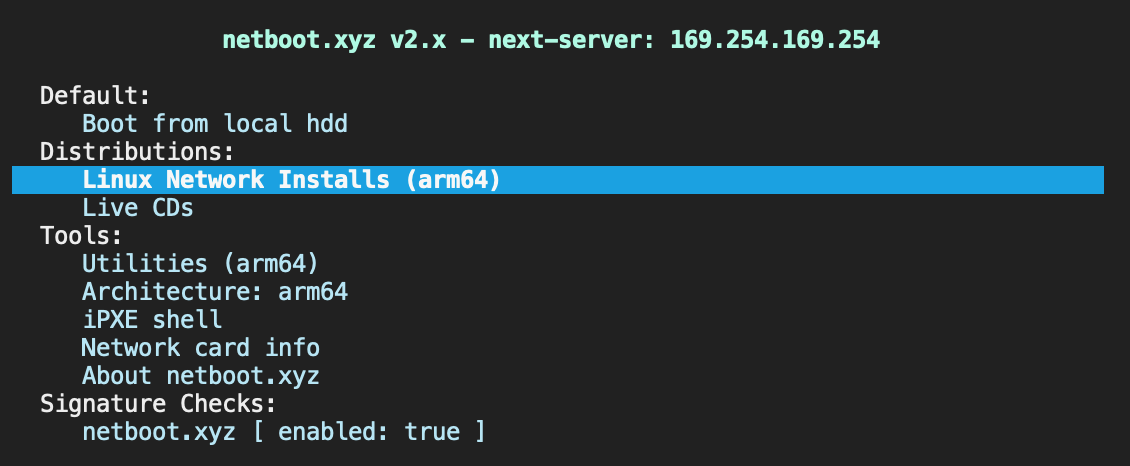 netboot.xyz v2.x - next-server: 169.254.169.254
Default:
Boot from local hdd
Distributions:
Linux Network Installs (arm64)
Live CDs
Tools:
Utilities (arm64)
Architecture: arm64
iPXE shell
Network card info
About netboot.xyz
Signature Checks:
netboot.xyz [ enabled: true ]